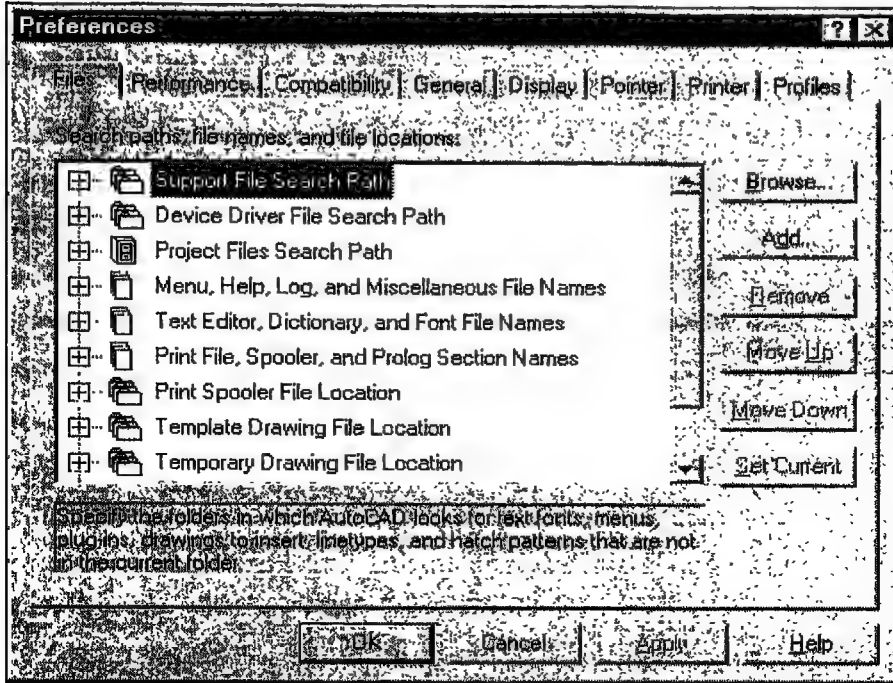 Preferences
Files Performance Compatibility General Display Pointer Printer Profiles
Search paths, file names, and file locations:
Support File Search Path
Device Driver File Search Path
Project Files Search Path
Menu, Help, Log, and Miscellaneous File Names
Text Editor, Dictionary, and Font File Names
Print File, Spooler, and Prolog Section Names
Print Spooler File Location
Template Drawing File Location
Temporary Drawing File Location
Browse...
Add...
Remove
Move Up
Move Down
Set Current
Specify the folders in which AutoCAD looks for text fonts, menus,
plug-ins, drawings to insert, linetypes, and hatch patterns that are not
in the current folder.
OK Cancel Apply Help